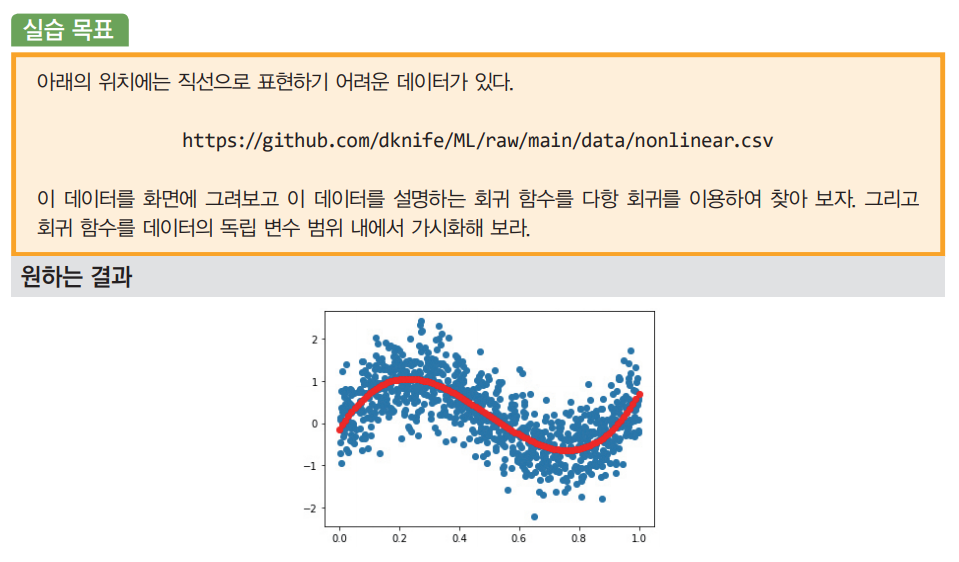 실습 목표
아래의 위치에는 직선으로 표현하기 어려운 데이터가 있다.
https://github.com/dknife/ML/raw/main/data/nonlinear.csv
이 데이터를 화면에 그려보고 이 데이터를 설명하는 회귀 함수를 다항 회귀를 이용하여 찾아 보자. 그리고
회귀 함수를 데이터의 독립 변수 범위 내에서 가시화해 보라.
원하는 결과
2
1
0
−1
−2
0.0 0.2 0.4 0.6 0.8 1.0